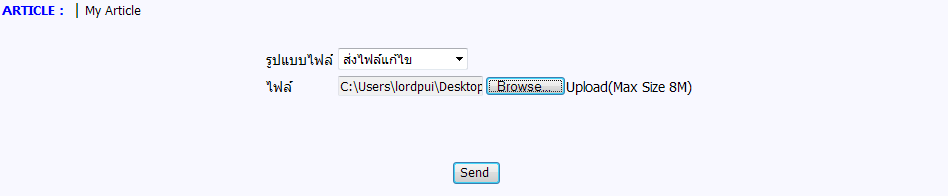 ARTICLE : | My Article
รูปแบบไฟล์ ส่งไฟล์แก้ไข
ไฟล์ C:\Users\lordpui\Desktop Browse... Upload(Max Size 8M)
Send